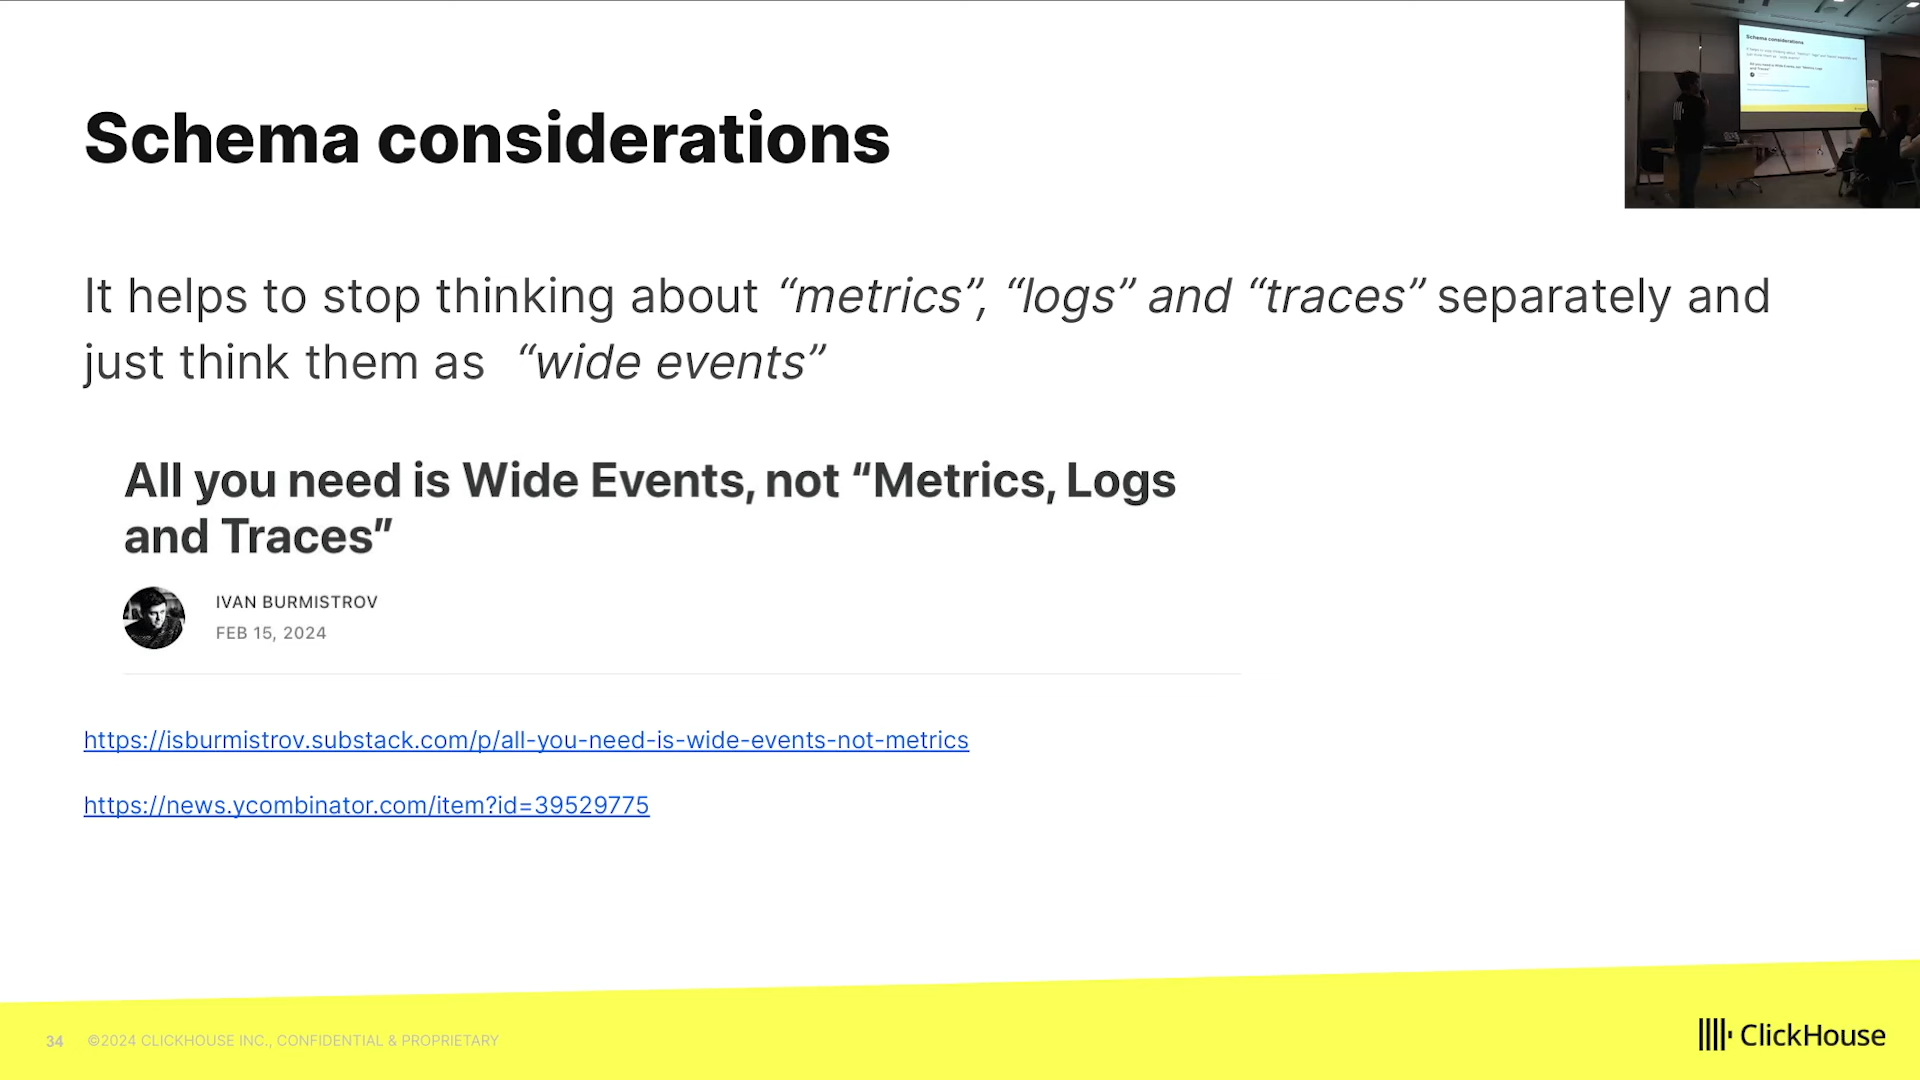 Schema considerations
It helps to stop thinking about “metrics”, “logs” and “traces” separately and
just think them as “wide events”
All you need is Wide Events, not “Metrics, Logs
and Traces”
IVAN BURMISTROV
FEB 15, 2024
https://isburmistrov.substack.com/p/all-you-need-is-wide-events-not-metrics
https://news.ycombinator.com/item?id=39529775
34 ©2024 CLICKHOUSE INC., CONFIDENTIAL & PROPRIETARY
ClickHouse
Schema considerations